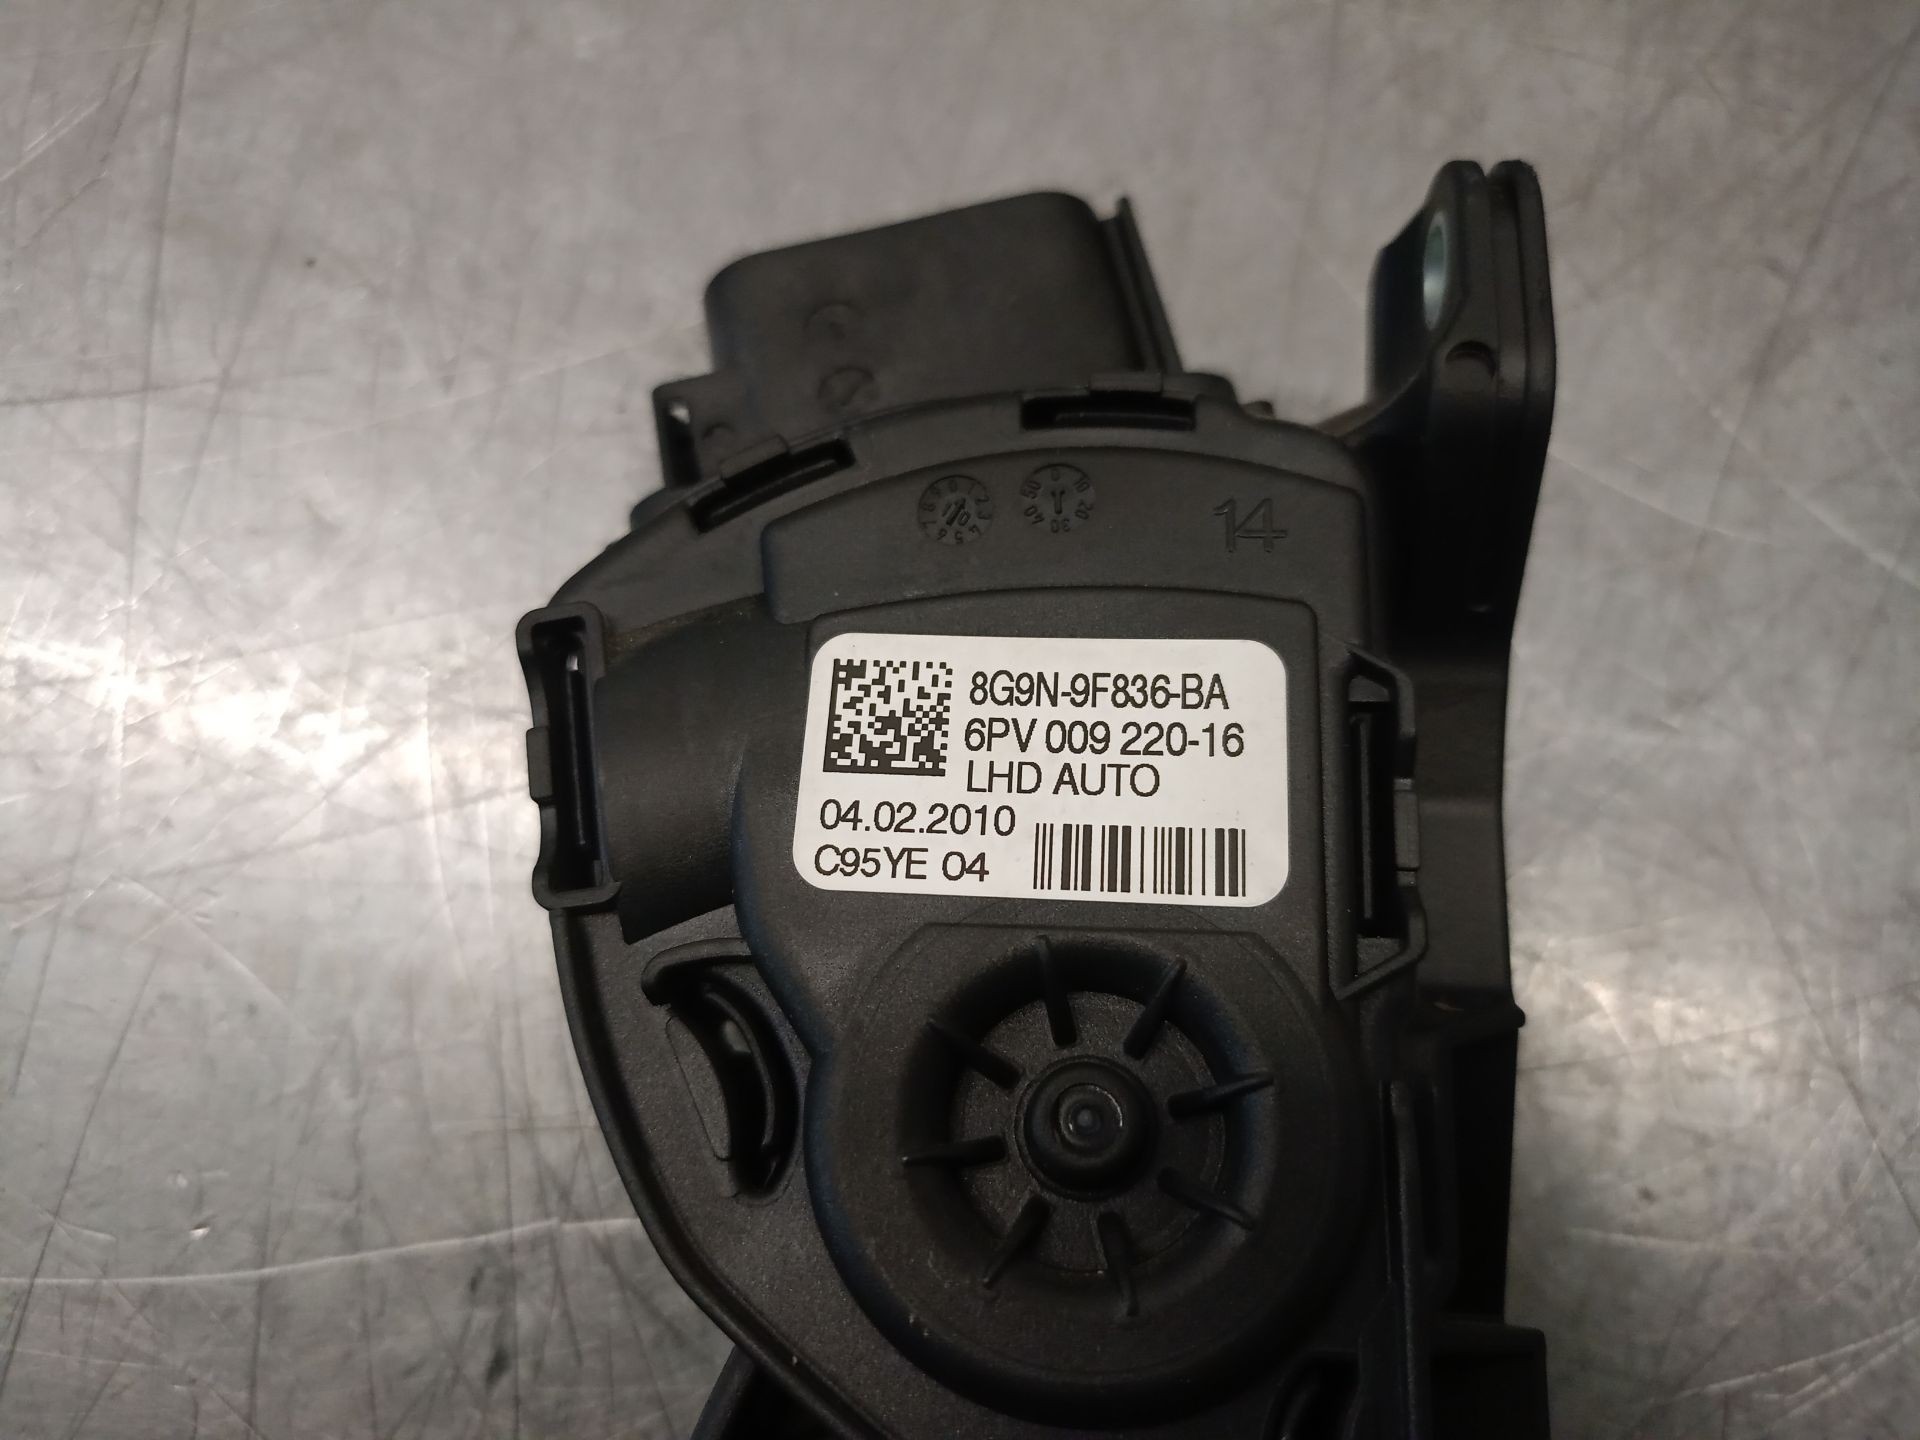 14
8G9N-9F836-BA
6PV 009 220-16
LHD AUTO
04.02.2010
C95YE 04